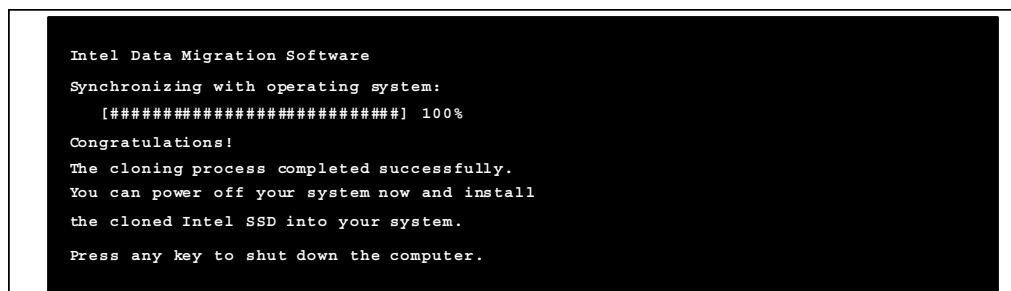 Intel Data Migration Software
Synchronizing with operating system:
[############################] 100%
Congratulations!
The cloning process completed successfully.
You can power off your system now and install
the cloned Intel SSD into your system.
Press any key to shut down the computer.